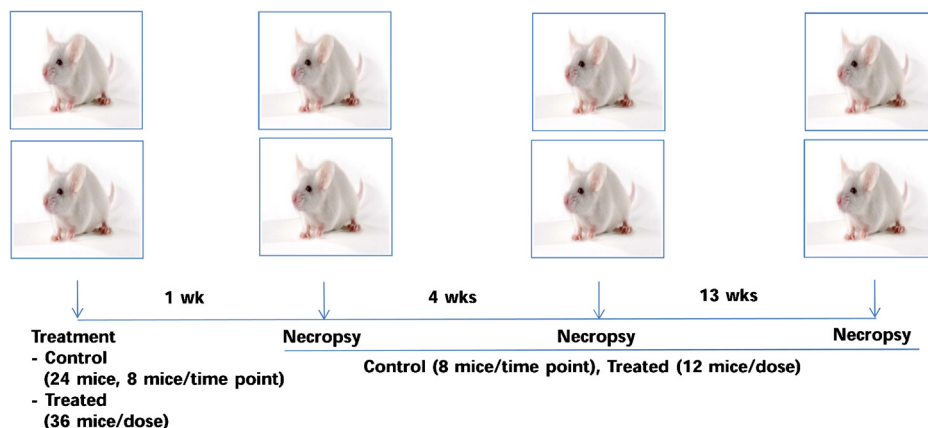 1 wk
4 wks
13 wks
Treatment
- Control
(24 mice, 8 mice/time point)
- Treated
(36 mice/dose)
Necropsy
Necropsy
Necropsy
Control (8 mice/time point), Treated (12 mice/dose)